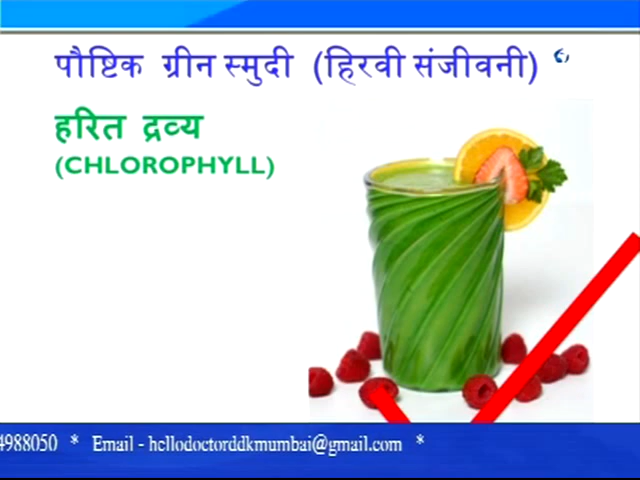 पौष्टिक ग्रीन स्मुदी (हिरवी संजीवनी)
हरित द्रव्य
(CHLOROPHYLL)
4988050 * Email - hellodoctorddkmumbai@gmail.com *